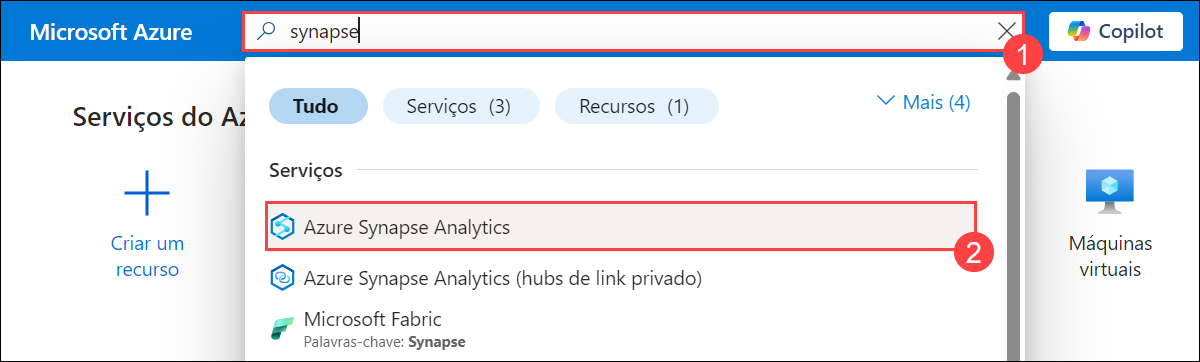 Microsoft Azure
synapse
Copilot
1
Tudo
Serviços (3)
Recursos (1)
Mais (4)
Serviços do Az
Serviços
Azure Synapse Analytics
2
Criar um
recurso
Máquinas
virtuais
Azure Synapse Analytics (hubs de link privado)
Microsoft Fabric
Palavras-chave: Synapse